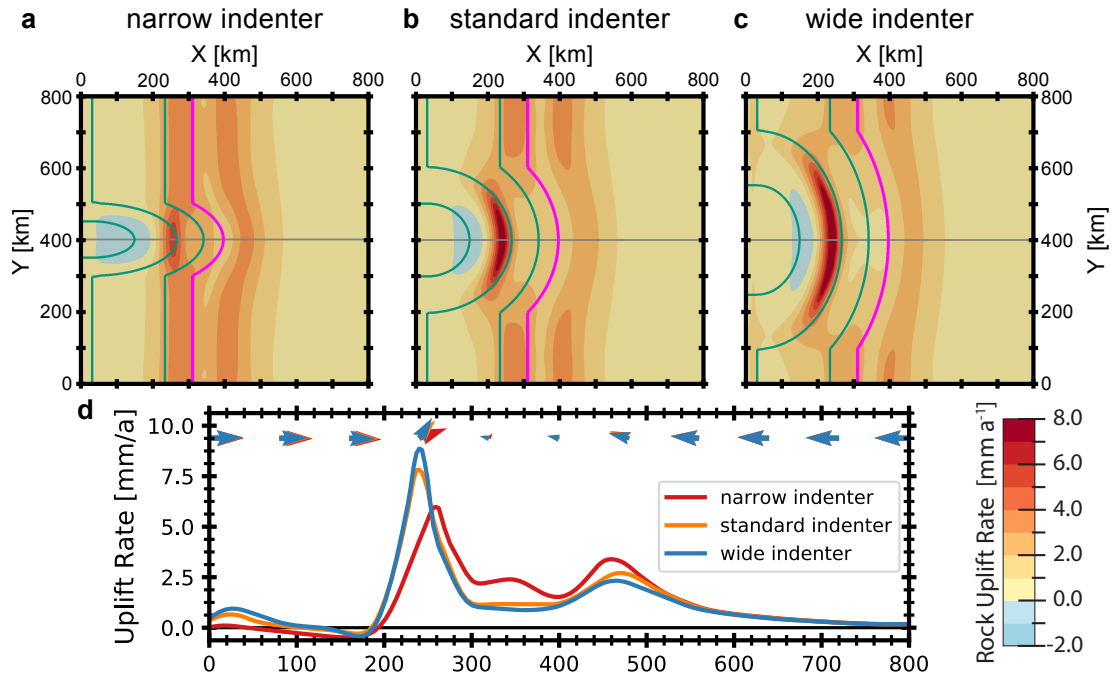 a narrow indenter b standard indenter c wide indenter
X [km] X [km] X [km]
0 200 400 600 800 0 200 400 600 800 0 200 400 600 800
800 800
600 600
Y [km] 400 400 Y [km]
200 200
0 0
d
10.0
7.5
5.0
2.5
0.0
Uplift Rate [mm/a]
narrow indenter
standard indenter
wide indenter
0 100 200 300 400 500 600 700 800
Rock Uplift Rate [mm a⁻¹]
8.0
6.0
4.0
2.0
0.0
-2.0